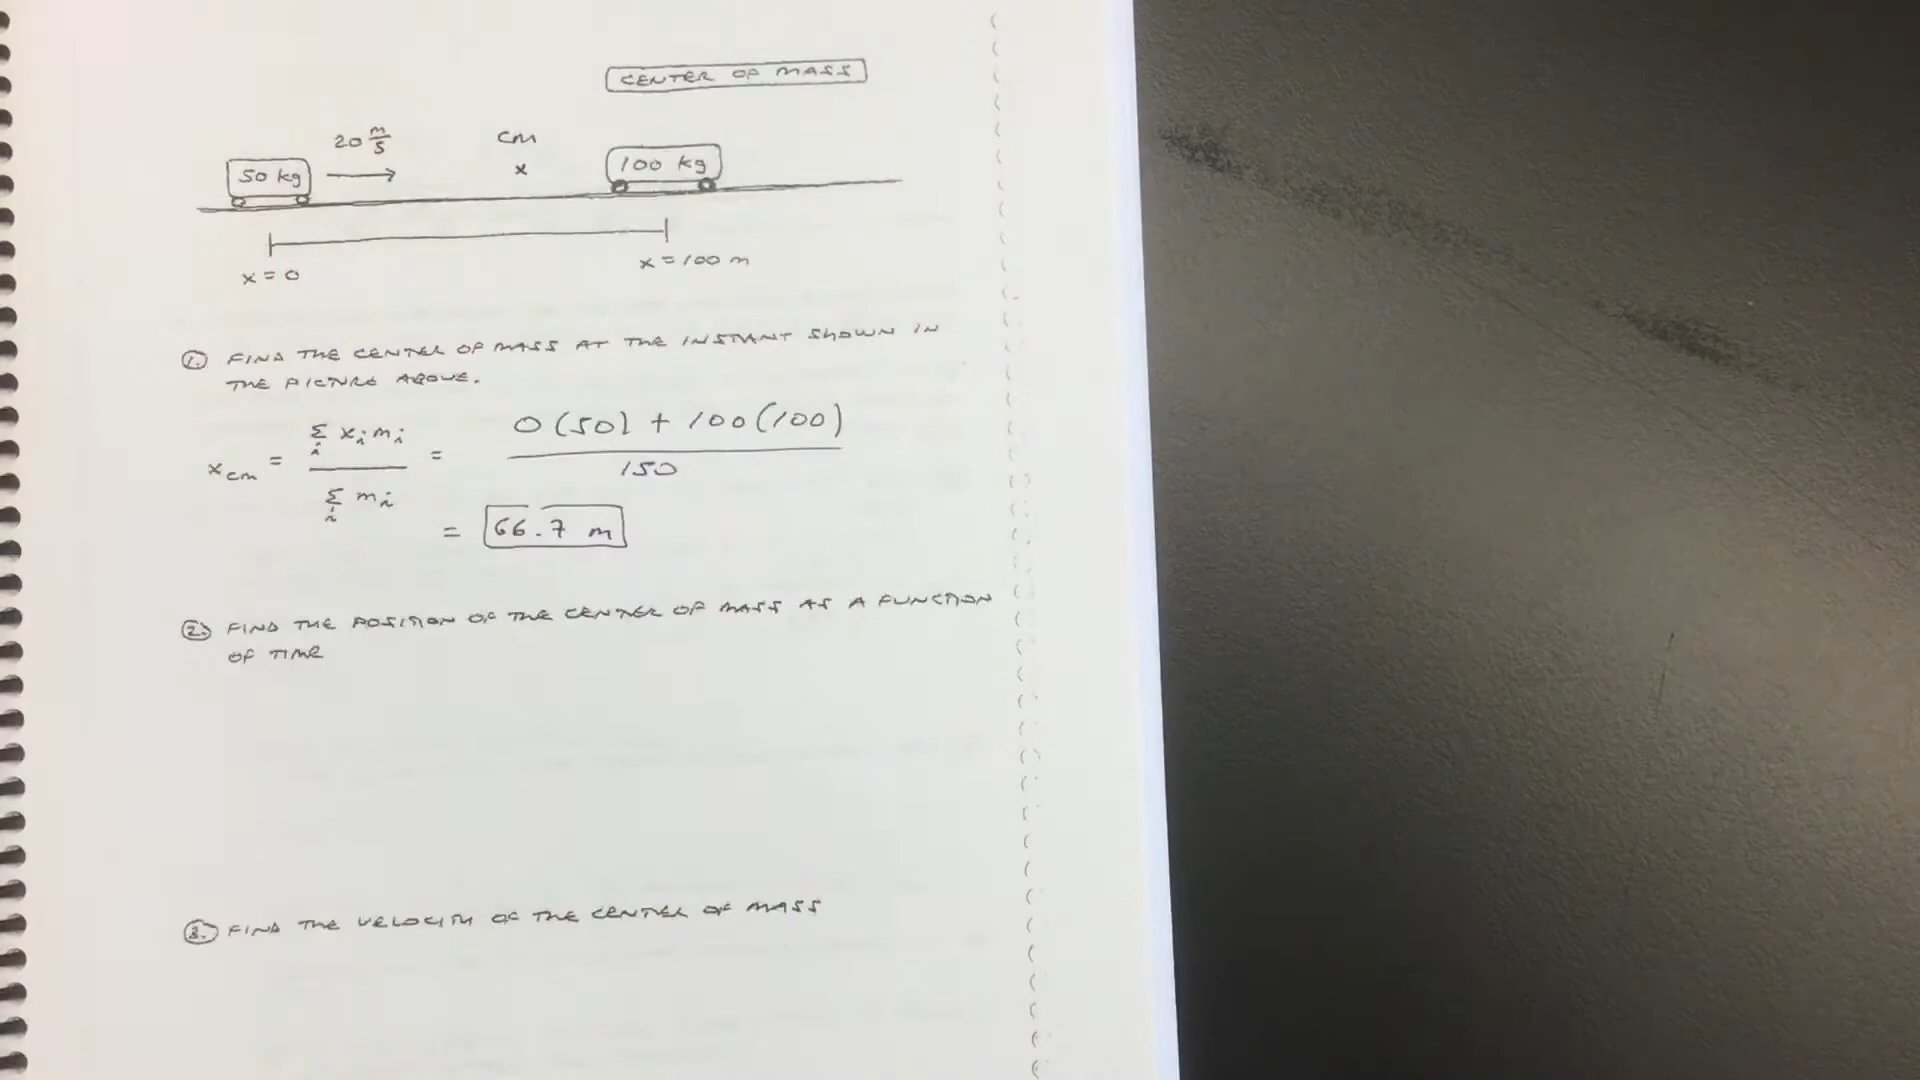 CENTER OF MASS
20 m/s
cm
50 kg
x
100 kg
x = 0
x = 100 m
1. FIND THE CENTER OF MASS AT THE INSTANT SHOWN IN
THE PICTURE ABOVE.
x_cm = Σ_i x_i m_i / Σ_i m_i = 0(50) + 100(100) / 150
= 66.7 m
2. FIND THE POSITION OF THE CENTER OF MASS AS A FUNCTION
OF TIME
3. FIND THE VELOCITY OF THE CENTER OF MASS